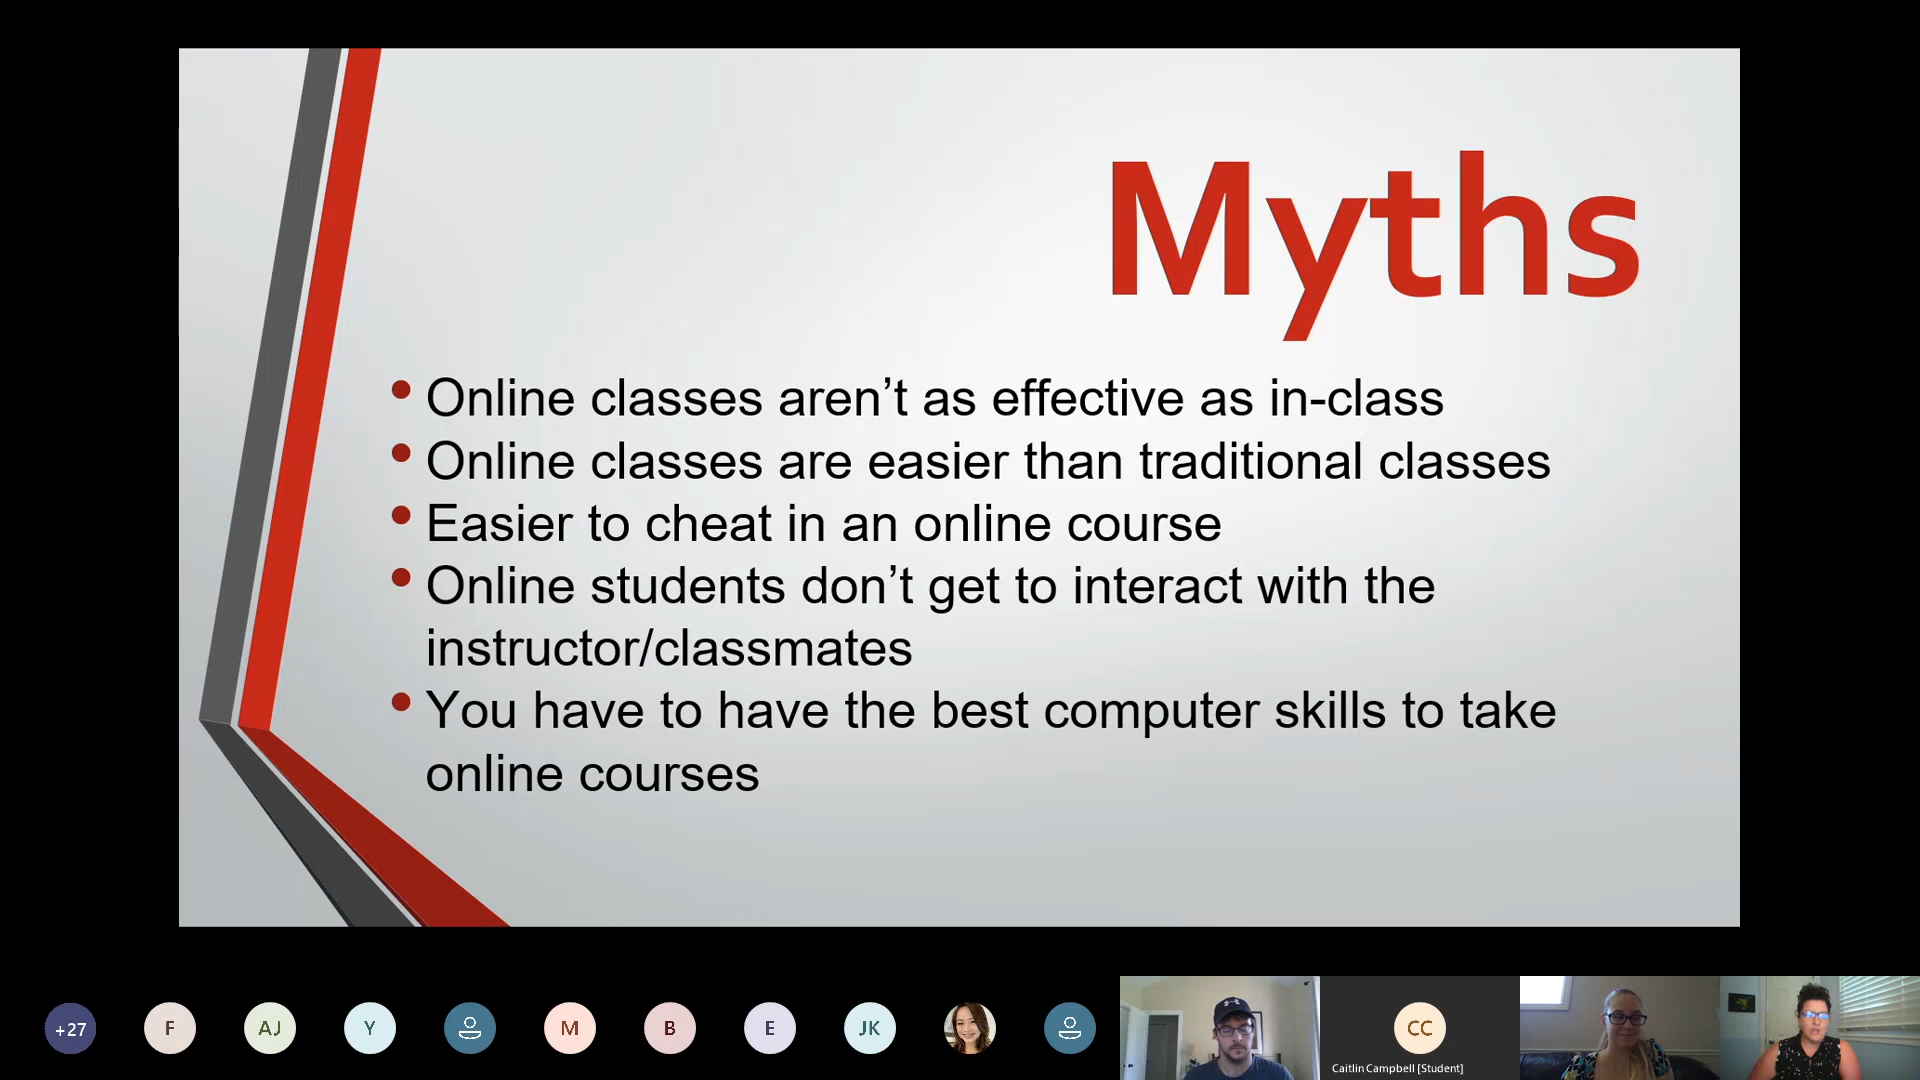 Myths
• Online classes aren’t as effective as in-class
• Online classes are easier than traditional classes
• Easier to cheat in an online course
• Online students don’t get to interact with the
instructor/classmates
• You have to have the best computer skills to take
online courses
+27
F
AJ
Y
M
B
E
JK
CC
Caitlin Campbell [Student]